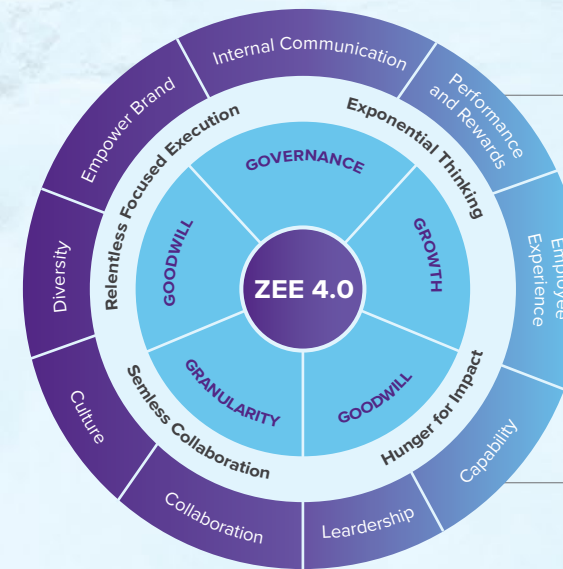 Internal Communication
Performance
and Rewards
Employee
Experience
Capability
Leardership
Collaboration
Culture
Diversity
Empower Brand
Relentless Focused Execution
Exponential Thinking
Hunger for Impact
Semless Collaboration
GOVERNANCE
GROWTH
GOODWILL
GRANULARITY
GOODWILL
ZEE 4.0